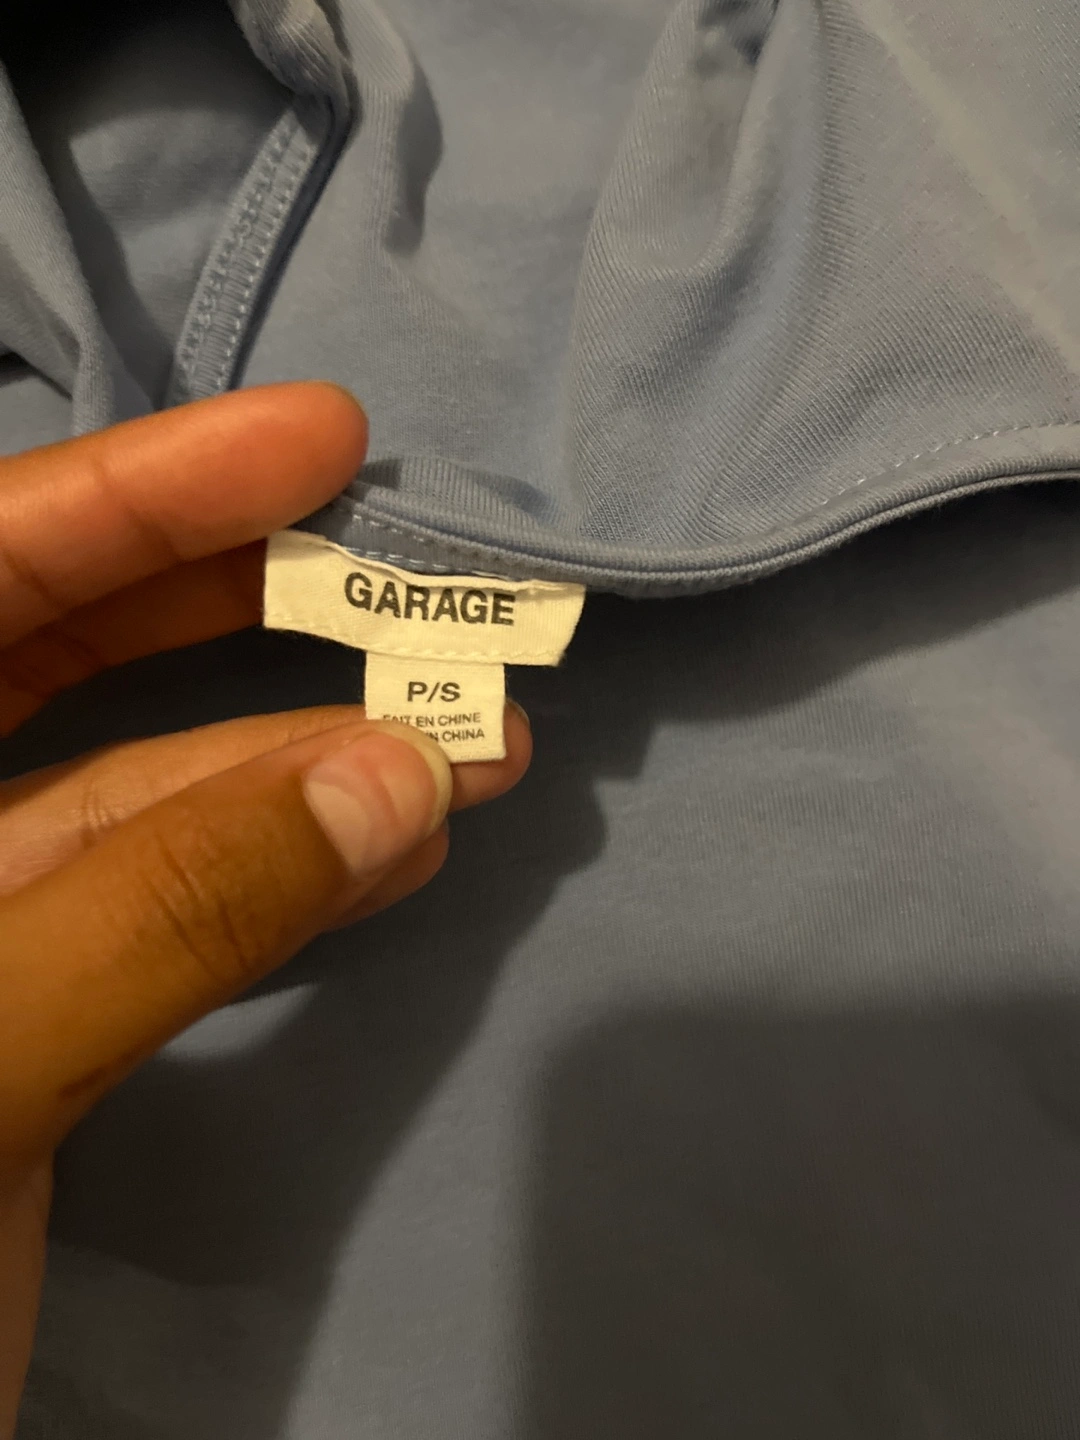 GARAGE
P/S
FAIT EN CHINE
IN CHINA